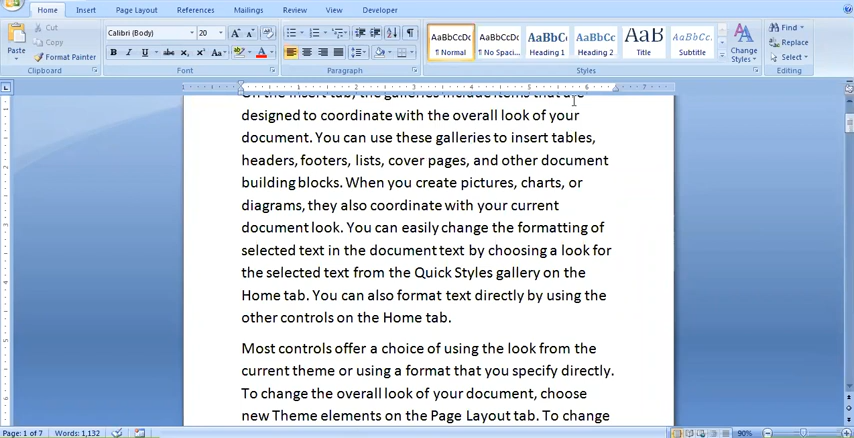 Home Insert Page Layout References Mailings Review View Developer
Cut
Copy
Format Painter
Paste
Calibri (Body) 20
AaBbCcDc AaBbCcDc AaBbC AaBbCc AaB AaBbCc
¶ Normal ¶ No Spaci... Heading 1 Heading 2 Title Subtitle
Change
Styles
Find
Replace
Select
Clipboard Font Paragraph Styles Editing
On the Insert tab, the galleries include items that are
designed to coordinate with the overall look of your
document. You can use these galleries to insert tables,
headers, footers, lists, cover pages, and other document
building blocks. When you create pictures, charts, or
diagrams, they also coordinate with your current
document look. You can easily change the formatting of
selected text in the document text by choosing a look for
the selected text from the Quick Styles gallery on the
Home tab. You can also format text directly by using the
other controls on the Home tab.
Most controls offer a choice of using the look from the
current theme or using a format that you specify directly.
To change the overall look of your document, choose
new Theme elements on the Page Layout tab. To change
Page: 1 of 7 Words: 1,132 90%